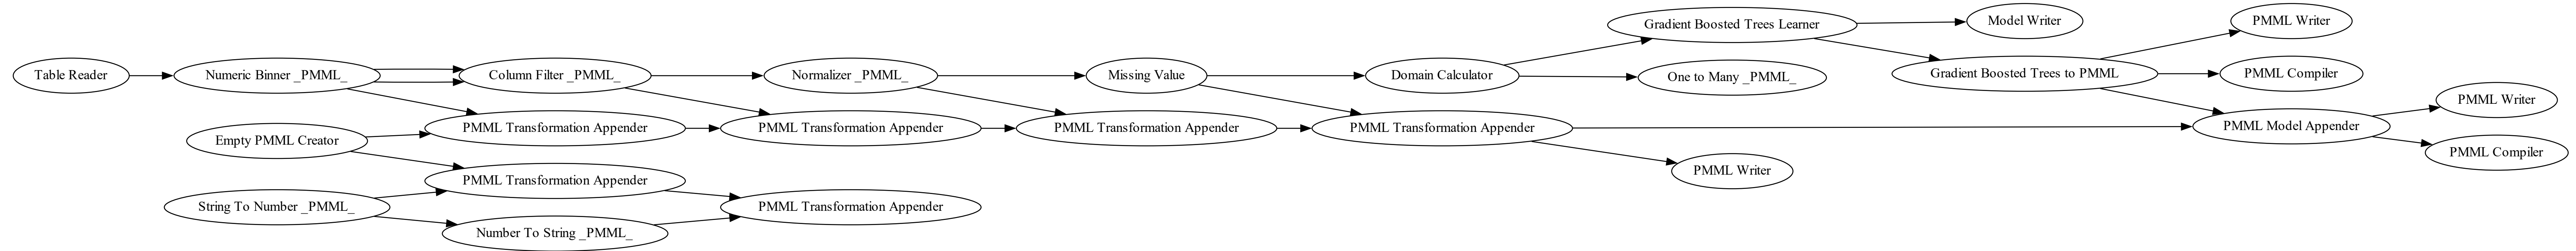 Gradient Boosted Trees Learner
Model Writer
PMML Writer
Table Reader
Numeric Binner _PMML_
Column Filter _PMML_
Normalizer _PMML_
Missing Value
Domain Calculator
One to Many _PMML_
Gradient Boosted Trees to PMML
PMML Compiler
PMML Writer
Empty PMML Creator
PMML Transformation Appender
PMML Transformation Appender
PMML Transformation Appender
PMML Transformation Appender
PMML Model Appender
PMML Compiler
PMML Writer
PMML Transformation Appender
String To Number _PMML_
PMML Transformation Appender
Number To String _PMML_